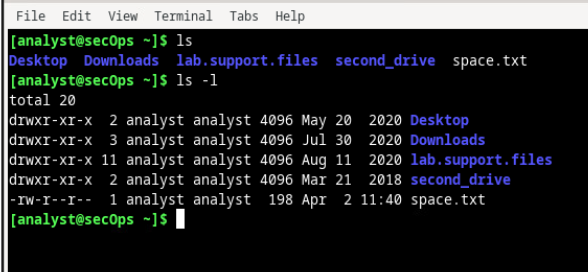 File Edit View Terminal Tabs Help
[analyst@secOps ~]$ ls
Desktop  Downloads  lab.support.files  second_drive  space.txt
[analyst@secOps ~]$ ls -l
total 20
drwxr-xr-x  2 analyst analyst 4096 May 20  2020 Desktop
drwxr-xr-x  3 analyst analyst 4096 Jul 30  2020 Downloads
drwxr-xr-x 11 analyst analyst 4096 Aug 11  2020 lab.support.files
drwxr-xr-x  2 analyst analyst 4096 Mar 21  2018 second_drive
-rw-r--r--  1 analyst analyst  198 Apr  2 11:40 space.txt
[analyst@secOps ~]$